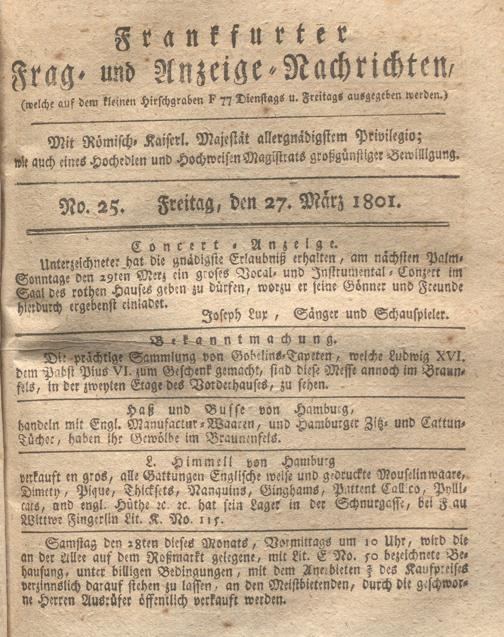 Frankfurter
Frag- und Anzeige-Nachrichten,
(welche auf dem kleinen Hirschgraben F 77 Dienstags u. Freitags ausgegeben werden.)
Mit Römisch-Kaiserl. Majestät allergnädigstem Privilegio;
wie auch eines Hochedlen und Hochweisen Magistrats großgünstiger Bewilligung.
No. 25. Freitag, den 27. März 1801.
Concert-Anzeige.
Unterzeichneter hat die gnädigste Erlaubniß erhalten, am nächsten Palm-
Sonntage den 29ten Merz ein groses Vocal- und Instrumental-Conzert im
Saal des rothen Hauses geben zu dürfen, worzu er seine Gönner und Freunde
hierdurch ergebenst einladet.
Joseph Lux, Sänger und Schauspieler.
Bekanntmachung.
Die prächtige Sammlung von Gobelins-Tapeten, welche Ludwig XVI.
dem Pabst Pius VI. zum Geschenk gemacht, sind diese Messe annoch im Braun-
fels, in der zweyten Etage des Vorderhauses, zu sehen.
Haß und Busse von Hamburg,
handeln mit Engl. Manufactur-Waaren, und Hamburger Zitz- und Cattun-
Tücher, haben ihr Gewölbe im Braunenfels.
L. Himmell von Hamburg
verkauft en gros, alle Gattungen Englische weise und gedruckte Mouselinwaare,
Dimety, Pique, Thicksets, Nanquins, Ginghams, Pattent Callico, Pylli-
cats, und engl. Hüthe ꝛc. ꝛc. hat sein Lager in der Schnurgasse, bei Frau
Wittwe Fingerlin Lit. K. No. 115.
Samstag den 28ten dieses Monats, Vormittags um 10 Uhr, wird die
an der Allee auf dem Roßmarkt gelegene, mit Lit. E No. 50 bezeichnete Be-
hausung, unter billigen Bedingungen, mit dem Anerbieten des Kaufpreises
verzinnslich darauf stehen zu lassen, an den Meistbietenden, durch die geschwor-
ne Herren Ausrüfer öffentlich verkauft werden.